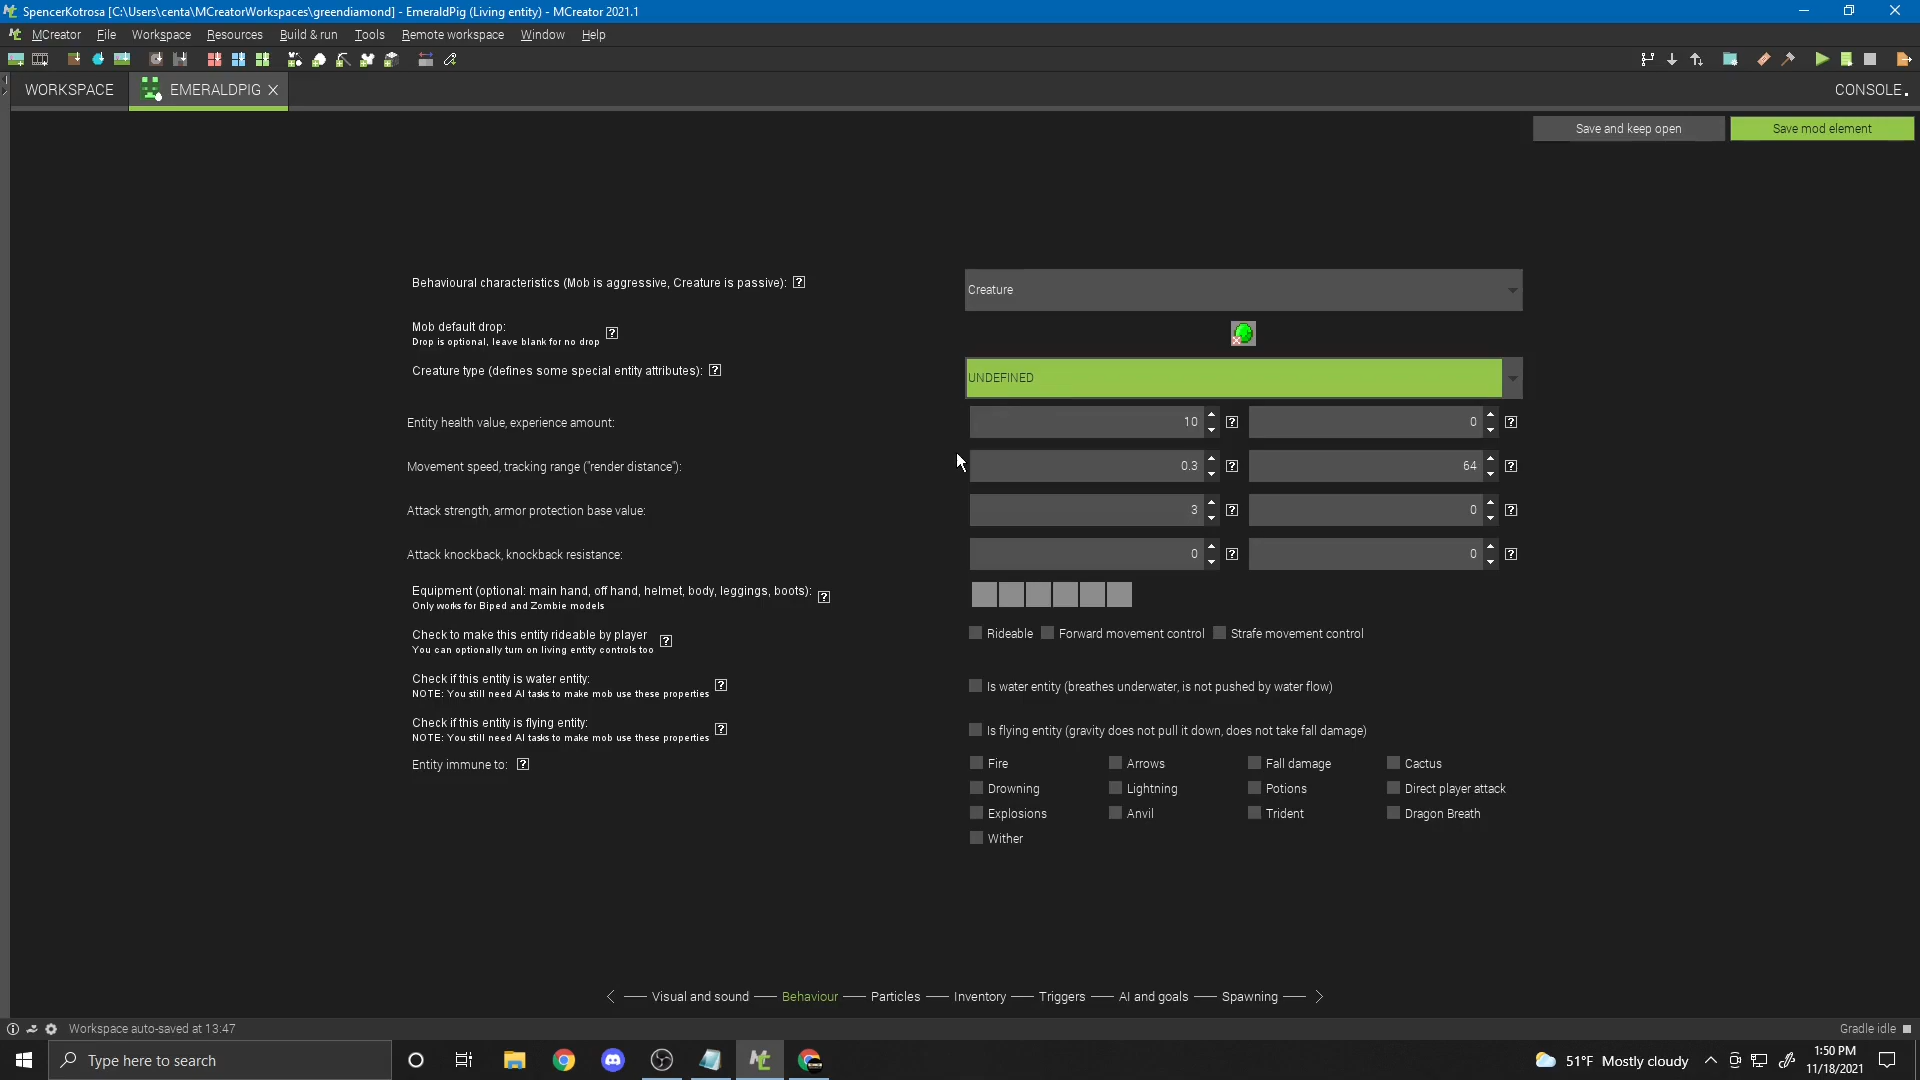 SpencerKotrosa [C:\Users\centa\MCreatorWorkspaces\greendiamond] - EmeraldPig (Living entity) - MCreator 2021.1
MCreator File Workspace Resources Build & run Tools Remote workspace Window Help
WORKSPACE EMERALDPIG CONSOLE
Save and keep open Save mod element
Behavioural characteristics (Mob is aggressive, Creature is passive): ? Creature
Mob default drop:
Drop is optional, leave blank for no drop ?
Creature type (defines some special entity attributes): ? UNDEFINED
Entity health value, experience amount: 10 ? 0 ?
Movement speed, tracking range ("render distance"): 0.3 ? 64 ?
Attack strength, armor protection base value: 3 ? 0 ?
Attack knockback, knockback resistance: 0 ? 0 ?
Equipment (optional: main hand, off hand, helmet, body, leggings, boots): ?
Only works for Biped and Zombie models
Check to make this entity rideable by player ? Rideable Forward movement control Strafe movement control
You can optionally turn on living entity controls too
Check if this entity is water entity: ? Is water entity (breathes underwater, is not pushed by water flow)
NOTE: You still need AI tasks to make mob use these properties
Check if this entity is flying entity: ? Is flying entity (gravity does not pull it down, does not take fall damage)
NOTE: You still need AI tasks to make mob use these properties
Entity immune to: ? Fire Arrows Fall damage Cactus
Drowning Lightning Potions Direct player attack
Explosions Anvil Trident Dragon Breath
Wither
Visual and sound Behaviour Particles Inventory Triggers AI and goals Spawning
Workspace auto-saved at 13:47 Gradle idle
Type here to search 51°F Mostly cloudy 1:50 PM
11/18/2021